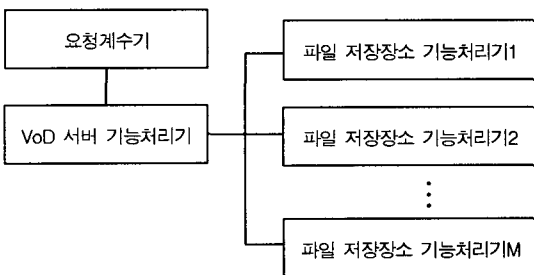 요청계수기
VoD 서버 기능처리기
파일 저장장소 기능처리기1
파일 저장장소 기능처리기2
⋮
파일 저장장소 기능처리기M